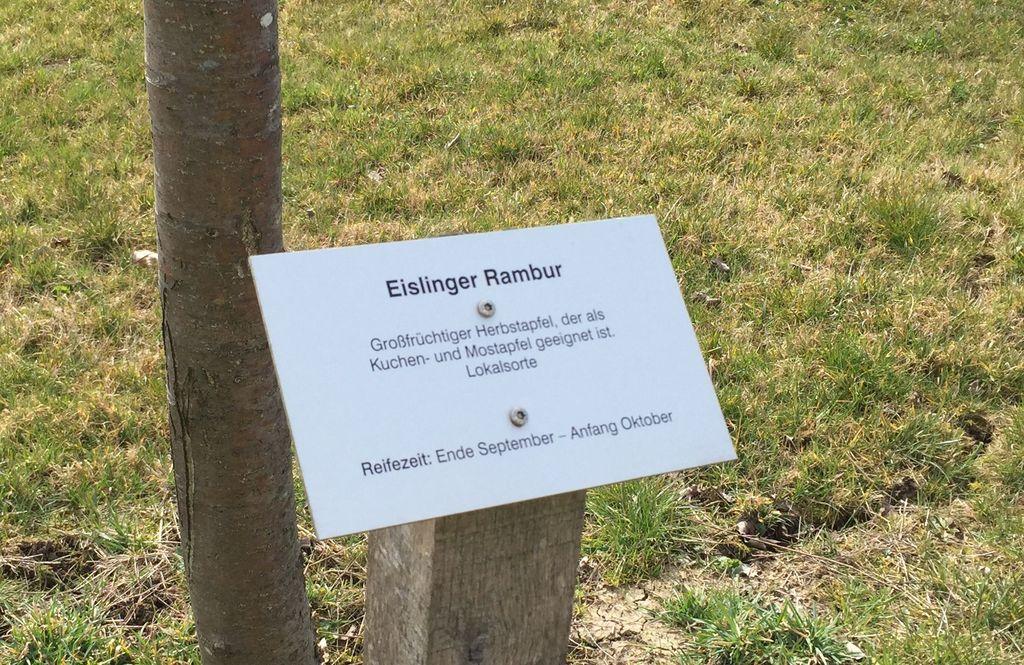 Eislinger Rambur
Großfrüchtiger Herbstapfel, der als
Kuchen- und Mostapfel geeignet ist.
Lokalsorte
Reifezeit: Ende September – Anfang Oktober